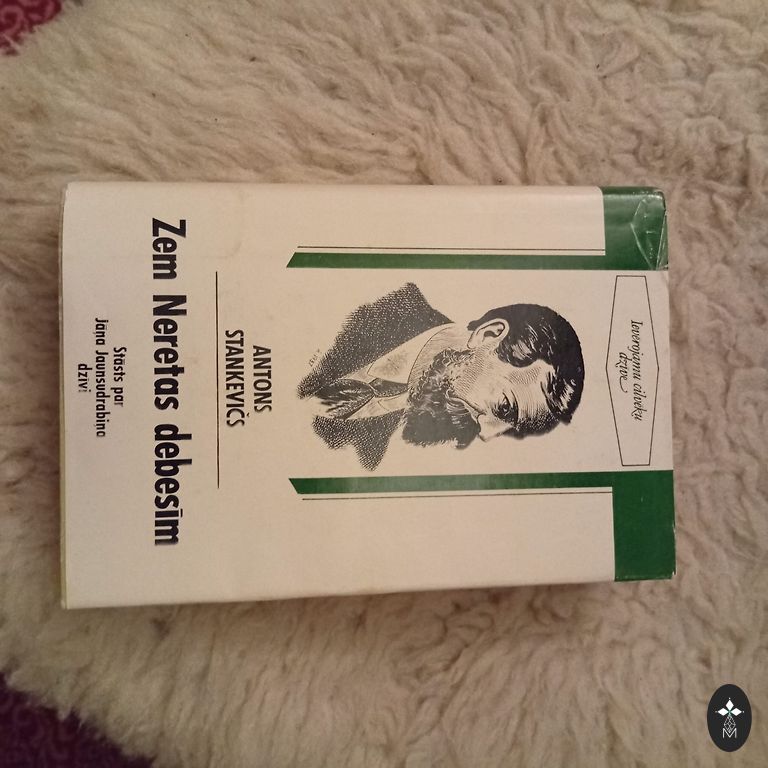 Ievērojamu cilvēku
dzīve
ANTONS
STANKEVIČS
Zem Neretas debesīm
Stāsts par
Jāņa Jaunsudrabiņa
dzīvi
M